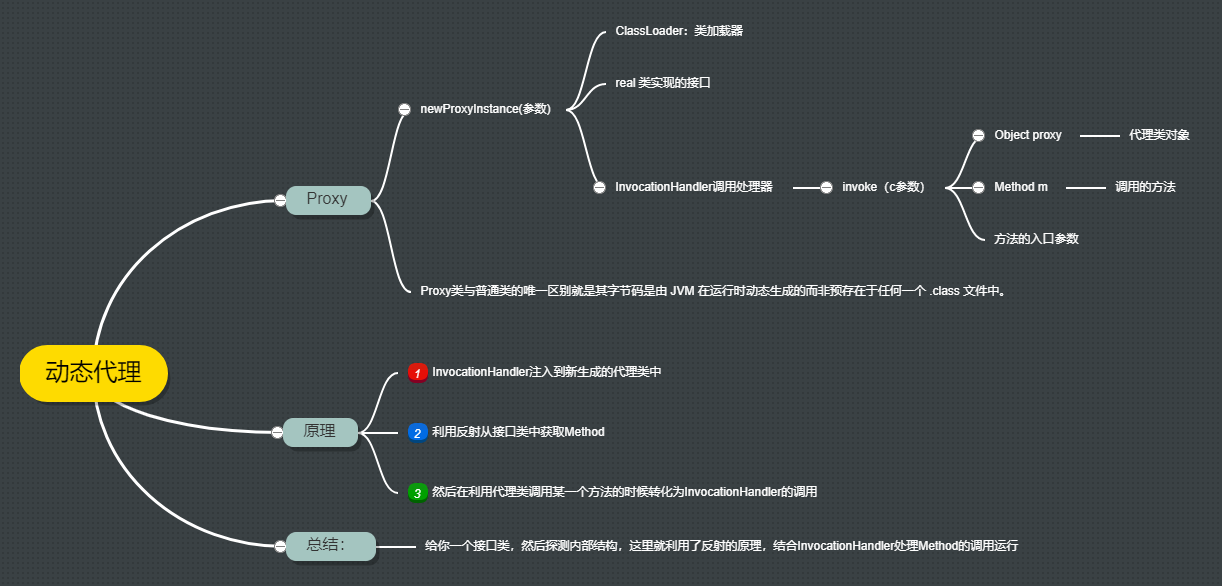 动态代理
Proxy
newProxyInstance(参数)
ClassLoader：类加载器
real 类实现的接口
InvocationHandler调用处理器
invoke（c参数）
Object proxy
代理类对象
Method m
调用的方法
方法的入口参数
Proxy类与普通类的唯一区别就是其字节码是由 JVM 在运行时动态生成的而非预存在于任何一个 .class 文件中。
原理
1 InvocationHandler注入到新生成的代理类中
2 利用反射从接口类中获取Method
3 然后在利用代理类调用某一个方法的时候转化为InvocationHandler的调用
总结：
给你一个接口类，然后探测内部结构，这里就利用了反射的原理，结合InvocationHandler处理Method的调用运行